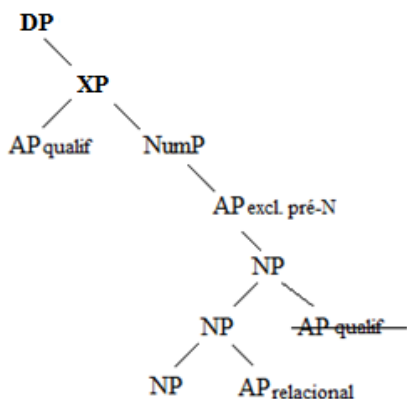 DP
XP
AP qualif NumP
AP excl. pré-N
NP
NP AP qualif
NP AP relacional